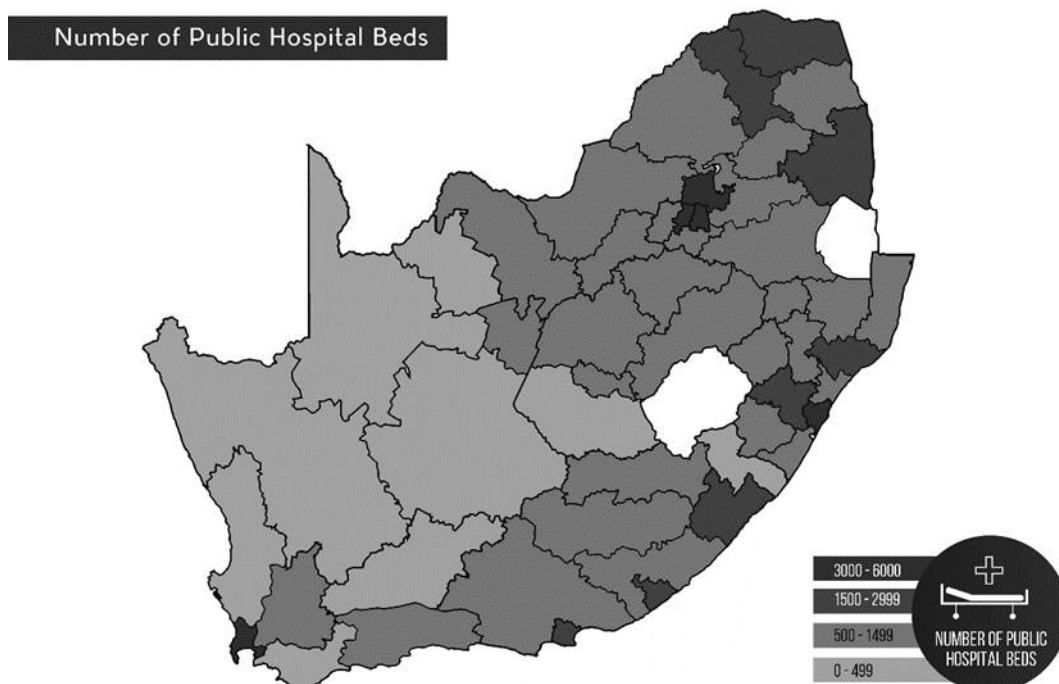 Number of Public Hospital Beds
3000 - 6000
1500 - 2999
500 - 1499
0 - 499
NUMBER OF PUBLIC
HOSPITAL BEDS